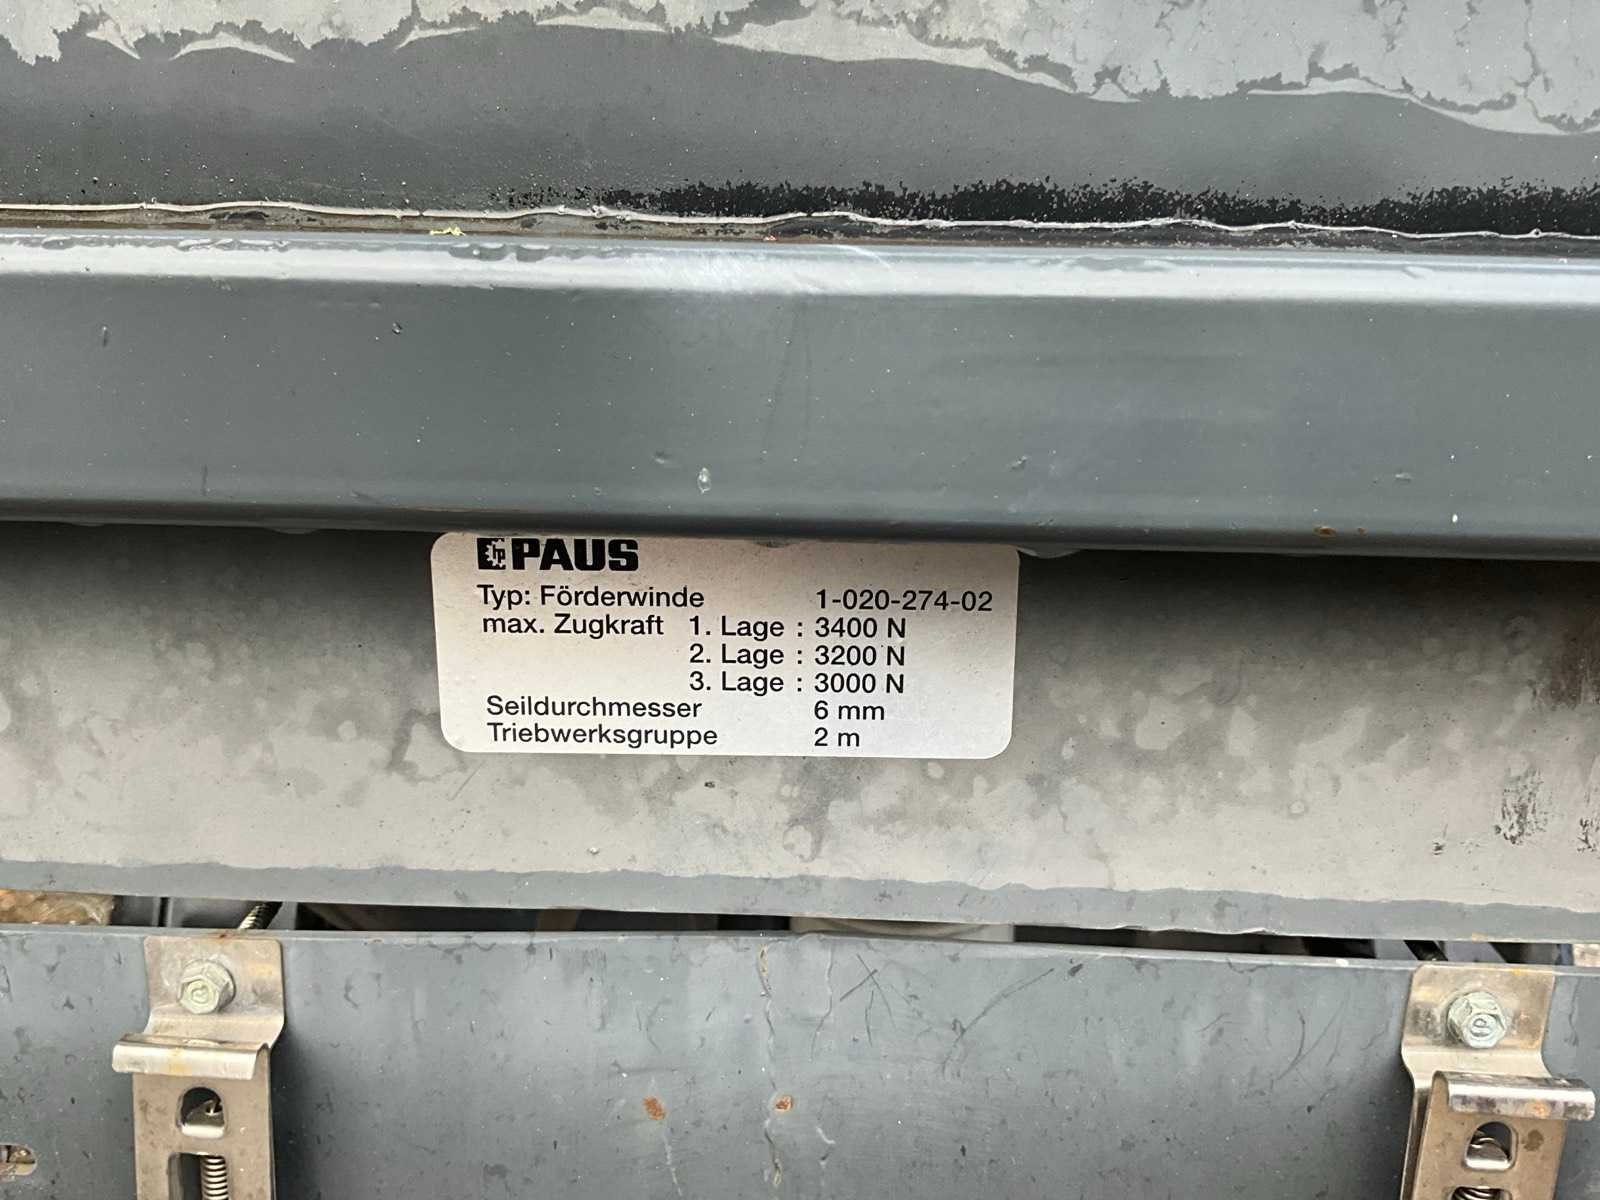 hp PAUS
Typ: Förderwinde 1-020-274-02
max. Zugkraft 1. Lage : 3400 N
2. Lage : 3200 N
3. Lage : 3000 N
Seildurchmesser 6 mm
Triebwerksgruppe 2 m